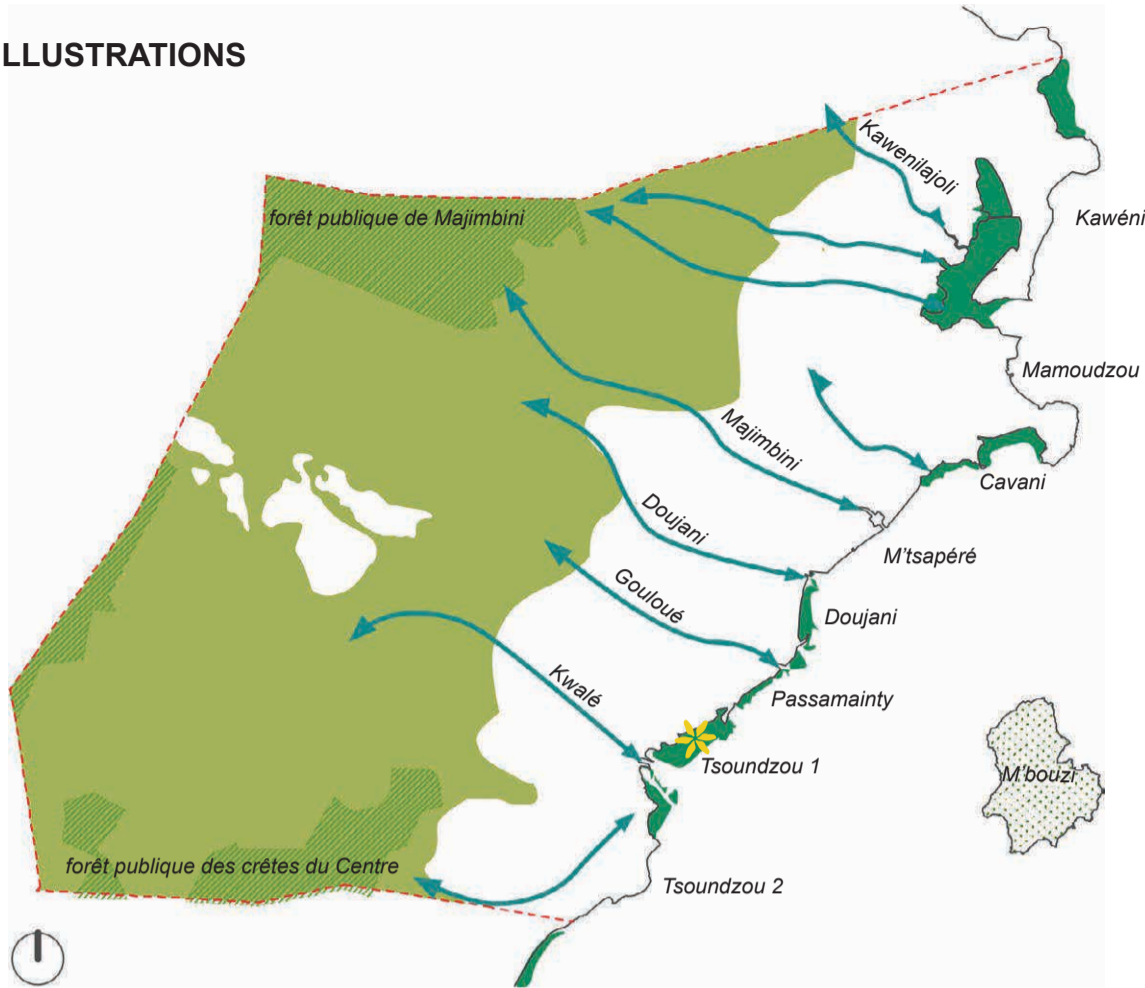 LLUSTRATIONS
Kawenilajoli
forêt publique de Majimbini
Kawéni
Mamoudzou
Majimbini
Cavani
Doujani
M'tsapéré
Gouloué
Doujani
Kwalé
Passamainty
Tsoundzou 1
M'bouzi
forêt publique des crêtes du Centre
Tsoundzou 2